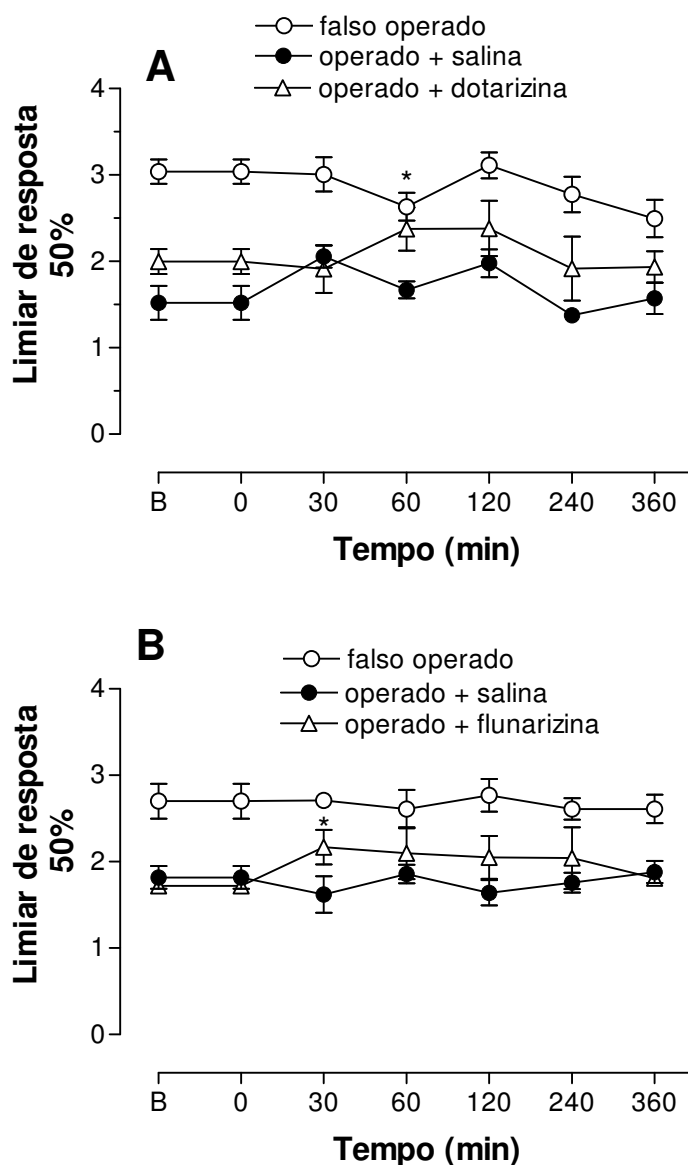 A
falso operado
operado + salina
operado + dotarizina
Limiar de resposta
50%
4
3
2
1
0
*
B 0 30 60 120 240 360
Tempo (min)
B
falso operado
operado + salina
operado + flunarizina
Limiar de resposta
50%
4
3
2
1
0
*
B 0 30 60 120 240 360
Tempo (min)